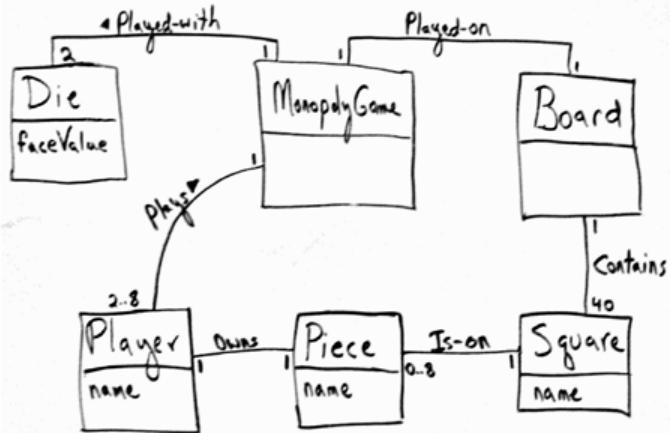 ◄ Played-with
Played-on
2
1
1
1
Die
faceValue
MonopolyGame
Board
1
Plays►
1
Contains
2..8
40
Player
name
Owns
1
1
Piece
name
Is-on
0..8
1
Square
name